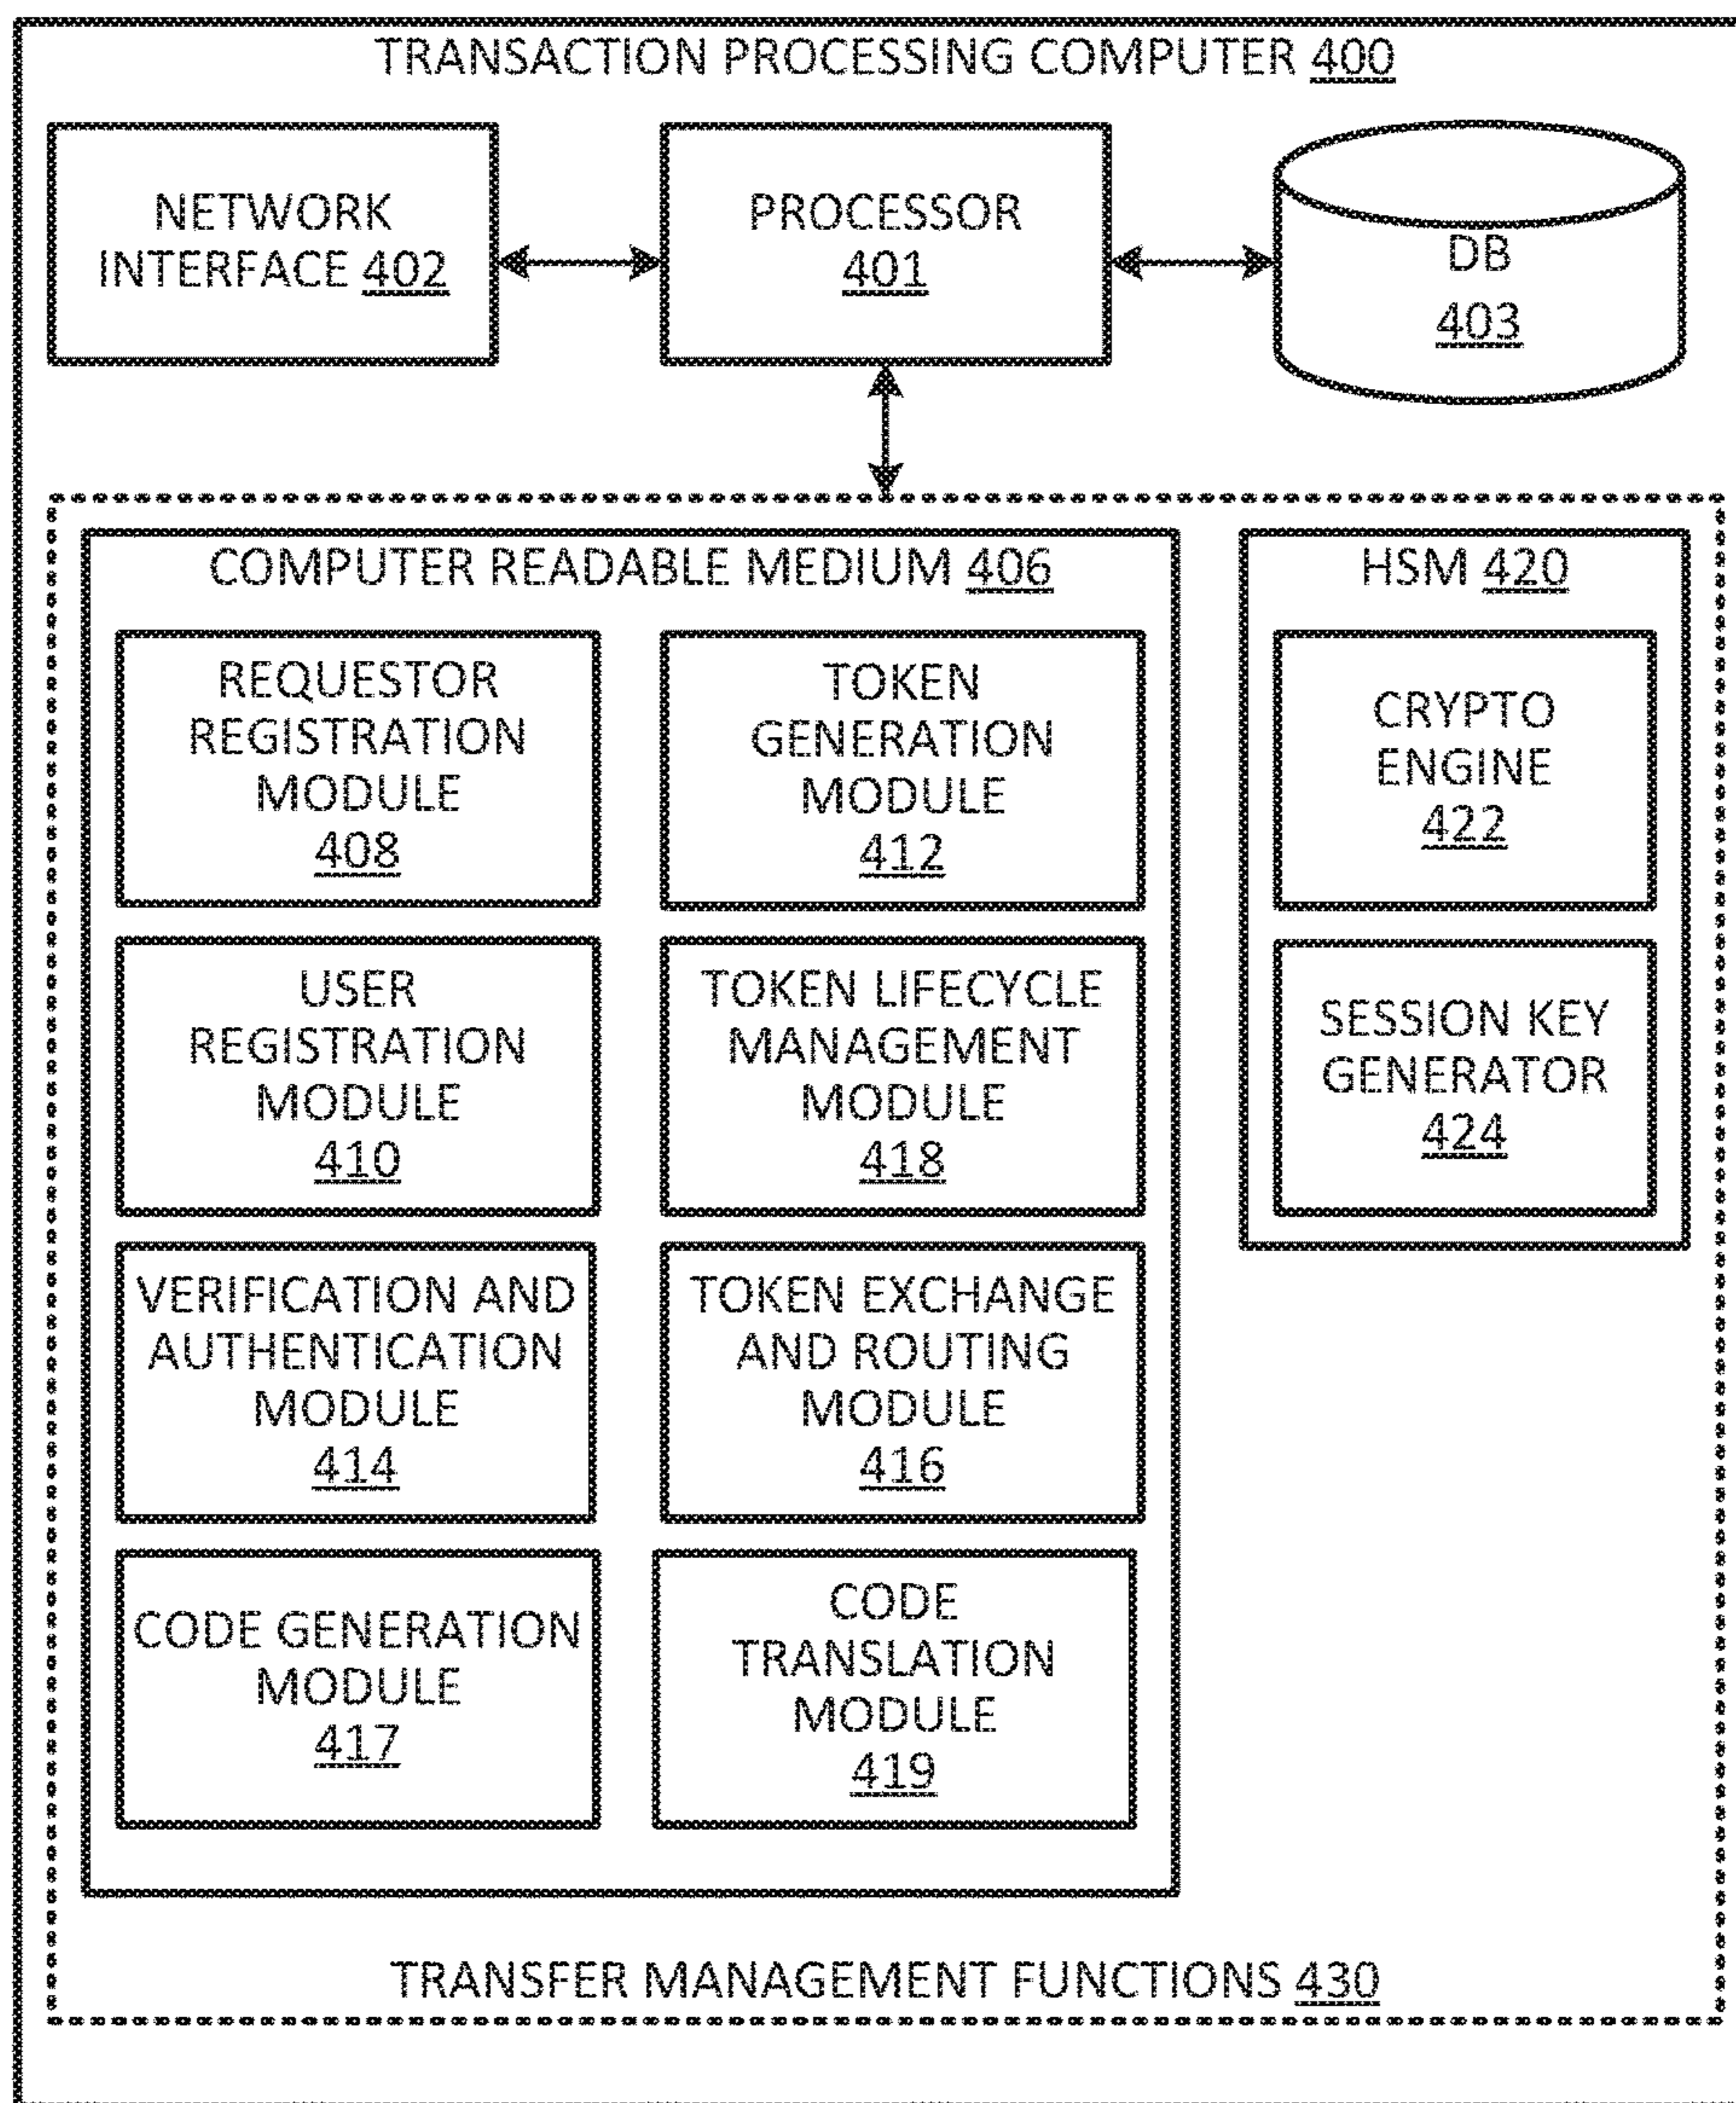 TRANSACTION PROCESSING COMPUTER 400
NETWORK
INTERFACE 402
PROCESSOR
401
DB
403
COMPUTER READABLE MEDIUM 406
REQUESTOR
REGISTRATION
MODULE
408
TOKEN
GENERATION
MODULE
412
USER
REGISTRATION
MODULE
410
TOKEN LIFECYCLE
MANAGEMENT
MODULE
418
VERIFICATION AND
AUTHENTICATION
MODULE
414
TOKEN EXCHANGE
AND ROUTING
MODULE
416
CODE GENERATION
MODULE
417
CODE
TRANSLATION
MODULE
419
HSM 420
CRYPTO
ENGINE
422
SESSION KEY
GENERATOR
424
TRANSFER MANAGEMENT FUNCTIONS 430